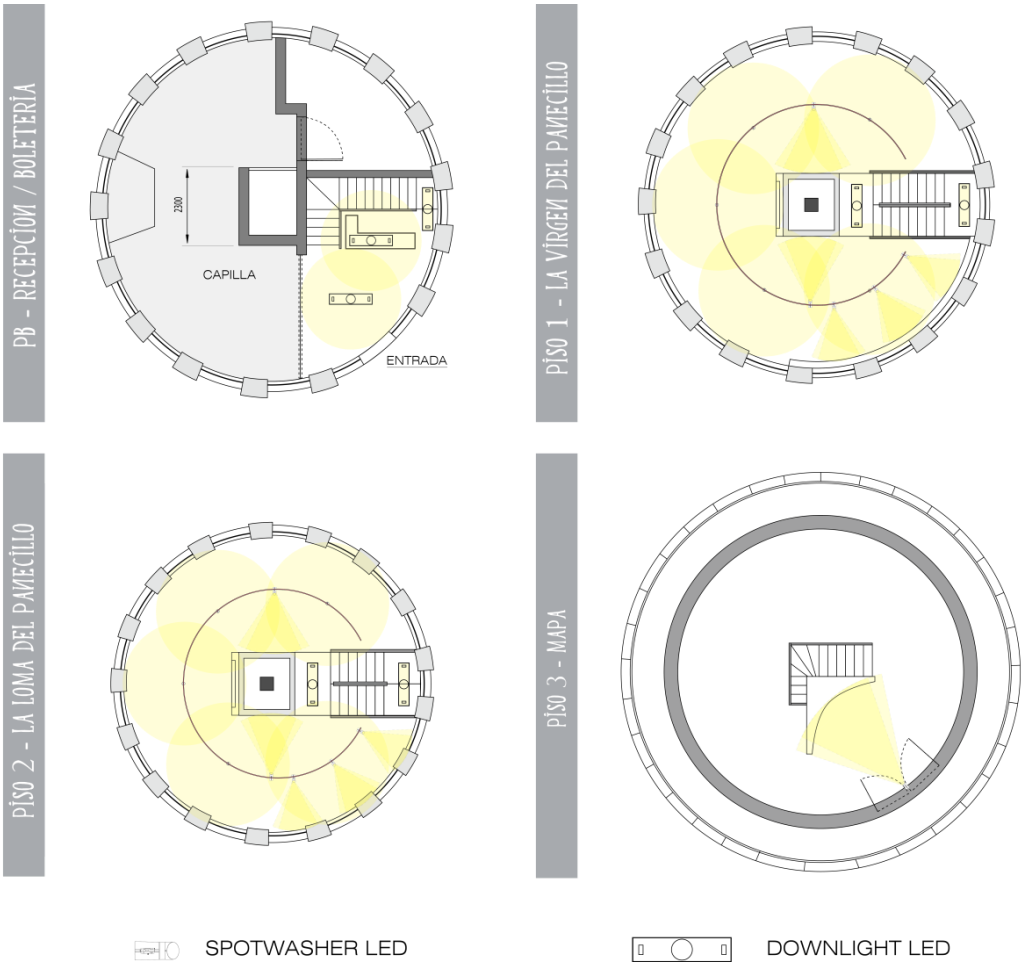 PB - RECEPCION / BOLETERÍA
2300
CAPILLA
ENTRADA
PISO 1 - LA VIRGEN DEL PANECILLO
PISO 2 - LA LOMA DEL PANECILLO
PISO 3 - MAPA
SPOTWASHER LED
DOWNLIGHT LED